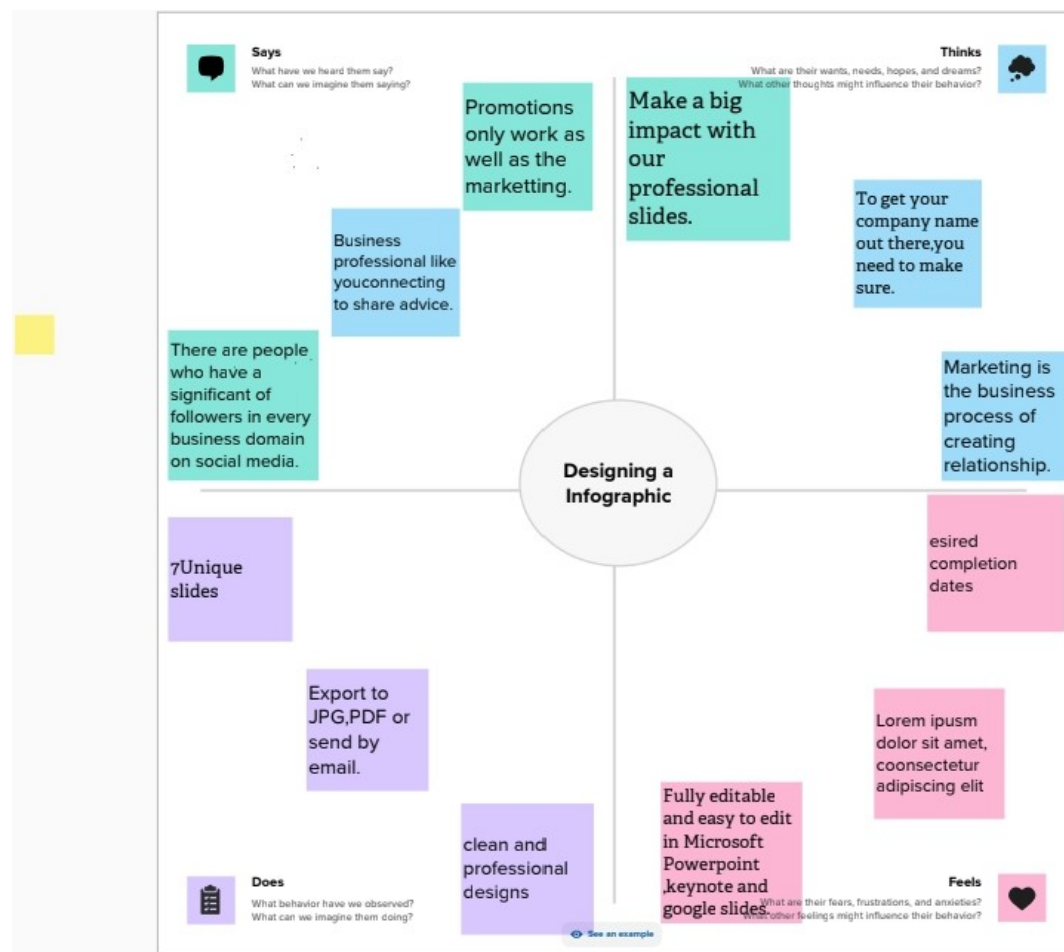 Says
What have we heard them say?
What can we imagine them saying?
Thinks
What are their wants, needs, hopes, and dreams?
What other thoughts might influence their behavior?
Promotions
only work as
well as the
marketting.
Make a big
impact with
our
professional
slides.
Business
professional like
youconnecting
to share advice.
To get your
company name
out there,you
need to make
sure.
There are people
who have a
significant of
followers in every
business domain
on social media.
Marketing is
the business
process of
creating
relationship.
Designing a
Infographic
7Unique
slides
esired
completion
dates
Export to
JPG,PDF or
send by
email.
Lorem ipusm
dolor sit amet,
coonsectetur
adipiscing elit
clean and
professional
designs
Fully editable
and easy to edit
in Microsoft
Powerpoint
,keynote and
google slides.
Does
What behavior have we observed?
What can we imagine them doing?
Feels
What are their fears, frustrations, and anxieties?
What other feelings might influence their behavior?
See an example